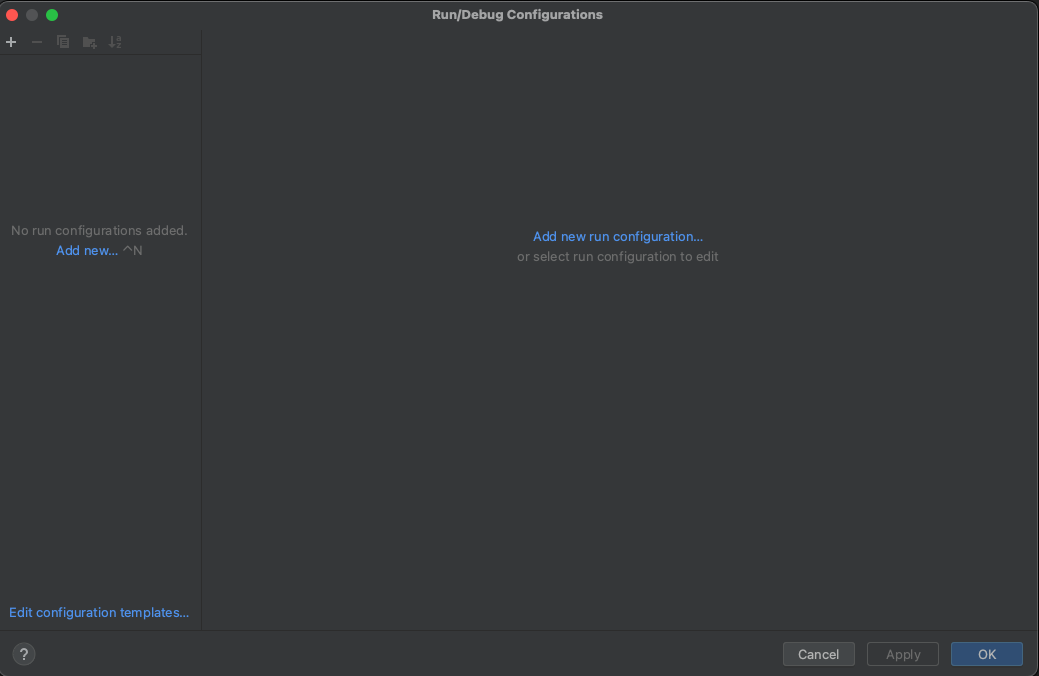 Run/Debug Configurations
No run configurations added.
Add new... ^N
Add new run configuration...
or select run configuration to edit
Edit configuration templates...
?
Cancel
Apply
OK